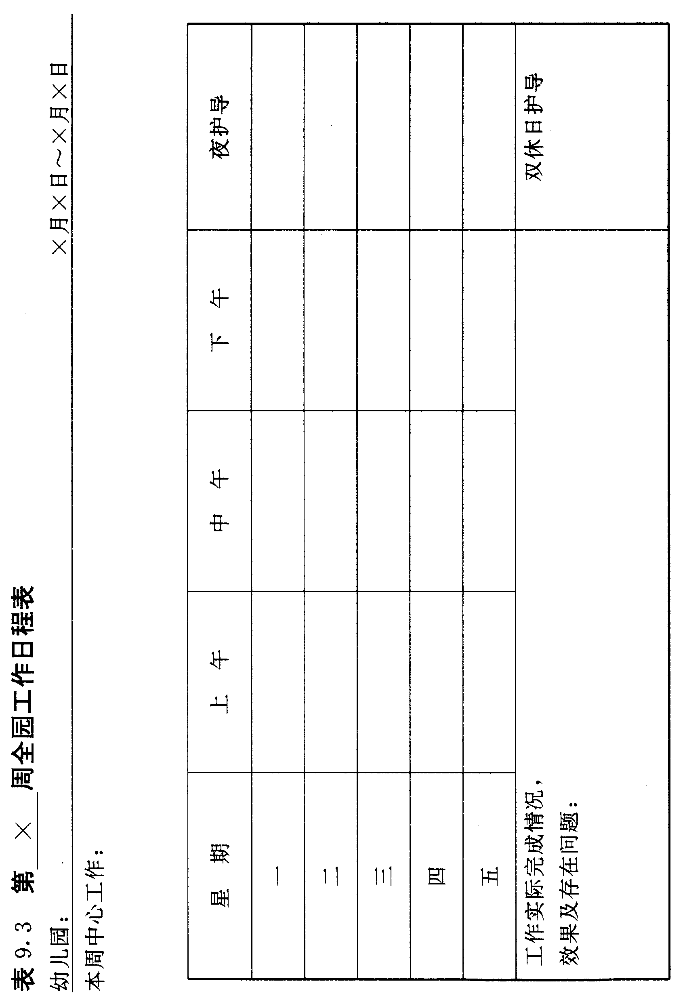 表 9.3 第 × 周全园工作日程表
幼儿园： ×月×日～×月×日
本周中心工作：
星 期 上 午 中 午 下 午 夜护导
一
二
三
四
五
工作实际完成情况， 双休日护导
效果及存在问题：